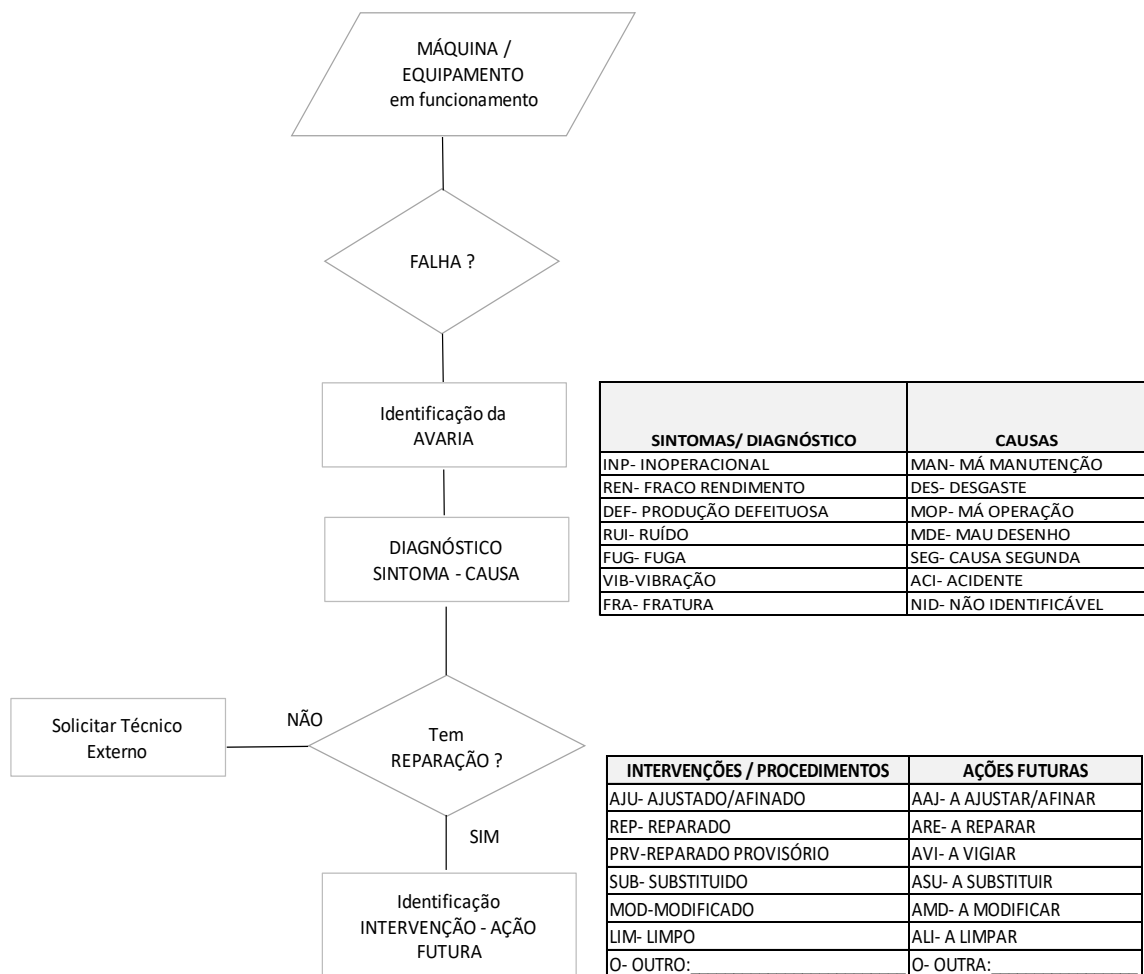 MÁQUINA /
EQUIPAMENTO
em funcionamento
FALHA ?
Identificação da
AVARIA
SINTOMAS/ DIAGNÓSTICO CAUSAS
INP- INOPERACIONAL MAN- MÁ MANUTENÇÃO
REN- FRACO RENDIMENTO DES- DESGASTE
DEF- PRODUÇÃO DEFEITUOSA MOP- MÁ OPERAÇÃO
RUI- RUÍDO MDE- MAU DESENHO
FUG- FUGA SEG- CAUSA SEGUNDA
VIB-VIBRAÇÃO ACI- ACIDENTE
FRA- FRATURA NID- NÃO IDENTIFICÁVEL
DIAGNÓSTICO
SINTOMA - CAUSA
Solicitar Técnico
Externo
NÃO
Tem
REPARAÇÃO ?
SIM
INTERVENÇÕES / PROCEDIMENTOS AÇÕES FUTURAS
AJU- AJUSTADO/AFINADO AAJ- A AJUSTAR/AFINAR
REP- REPARADO ARE- A REPARAR
PRV-REPARADO PROVISÓRIO AVI- A VIGIAR
SUB- SUBSTITUIDO ASU- A SUBSTITUIR
MOD-MODIFICADO AMD- A MODIFICAR
LIM- LIMPO ALI- A LIMPAR
O- OUTRO:____________________ O- OUTRA:______________
Identificação
INTERVENÇÃO - AÇÃO
FUTURA